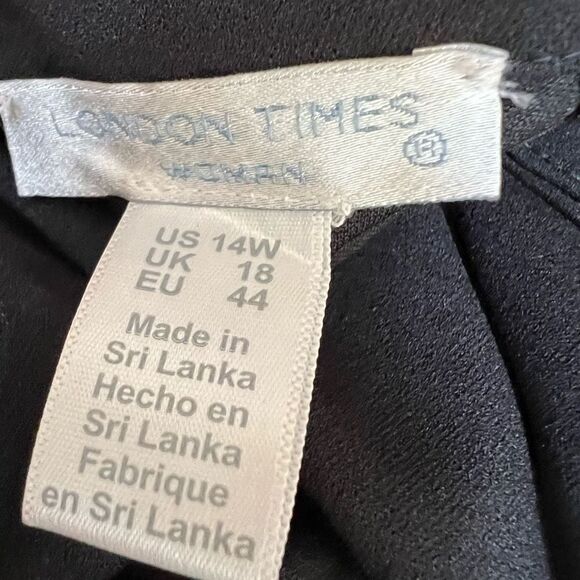 LONDON TIMES ®
WOMAN
US 14W
UK 18
EU 44
Made in
Sri Lanka
Hecho en
Sri Lanka
Fabrique
en Sri Lanka